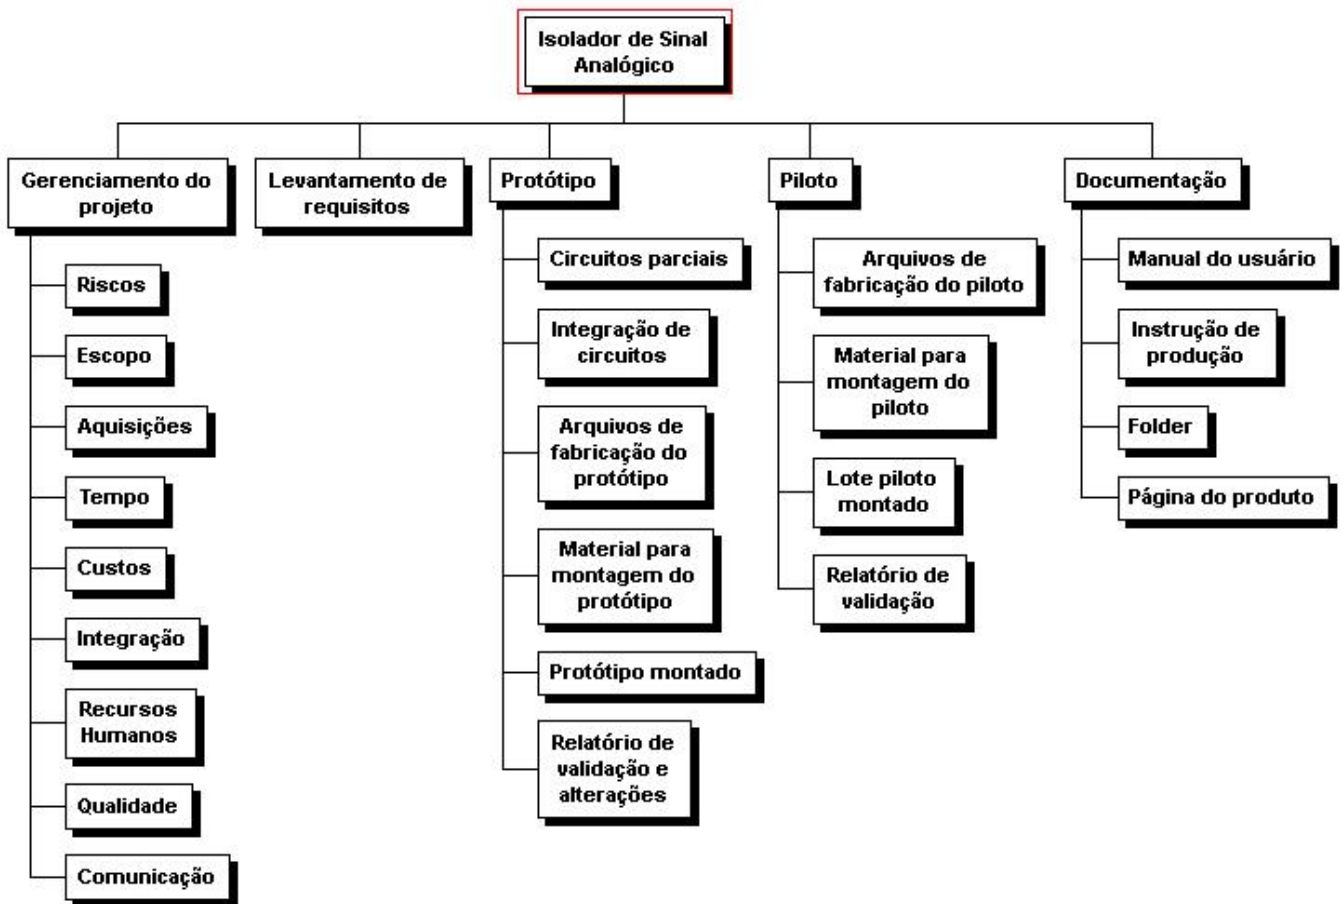 Isolador de Sinal
Analógico
Gerenciamento do
projeto
Riscos
Escopo
Aquisições
Tempo
Custos
Integração
Recursos
Humanos
Qualidade
Comunicação
Levantamento de
requisitos
Protótipo
Circuitos parciais
Integração de
circuitos
Arquivos de
fabricação do
protótipo
Material para
montagem do
protótipo
Protótipo montado
Relatório de
validação e
alterações
Piloto
Arquivos de
fabricação do piloto
Material para
montagem do
piloto
Lote piloto
montado
Relatório de
validação
Documentação
Manual do usuário
Instrução de
produção
Folder
Página do produto